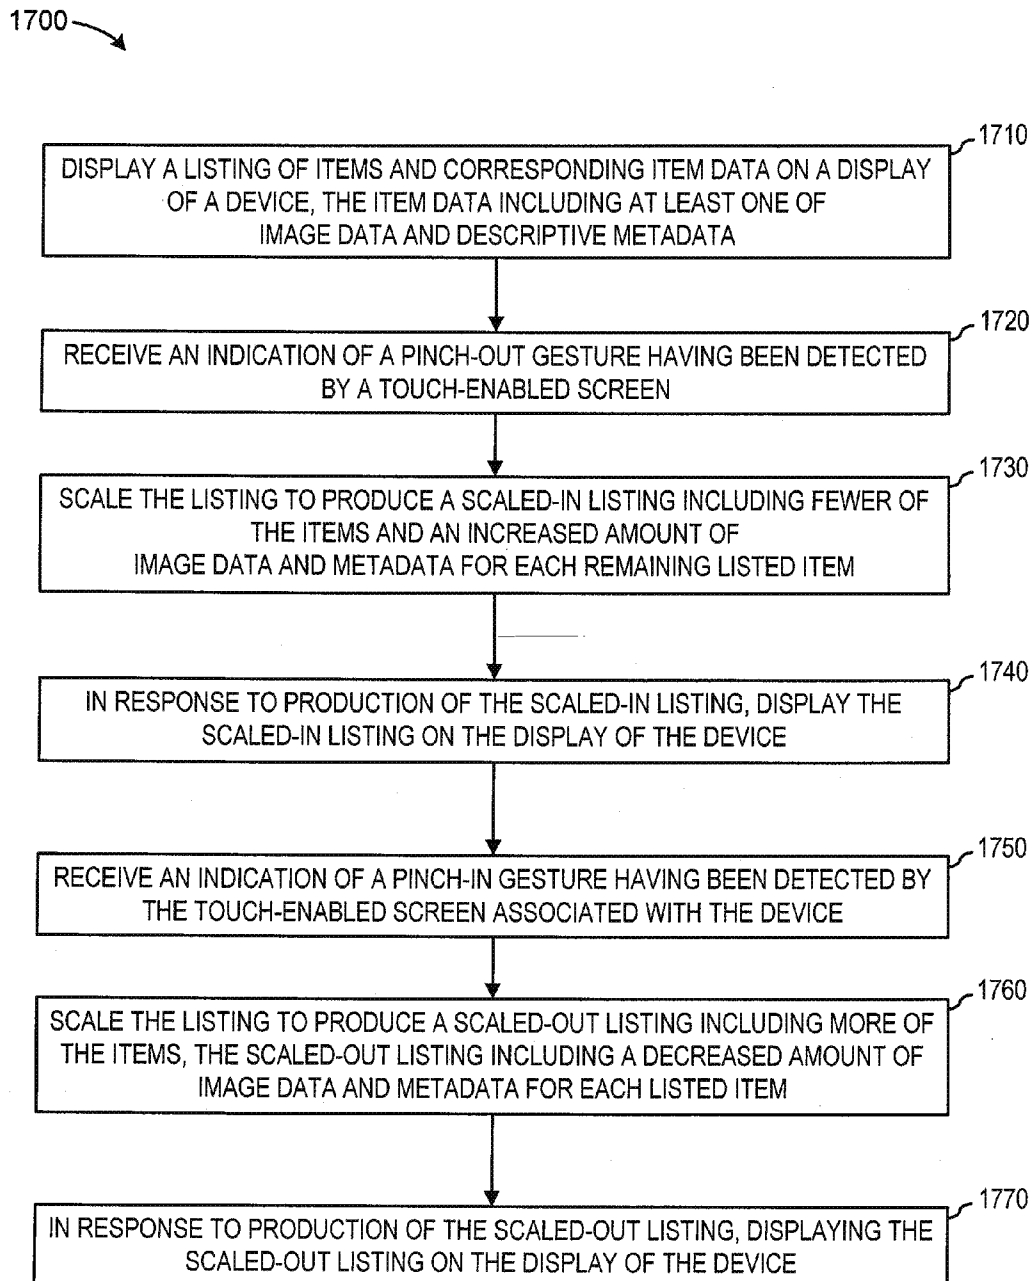 1700
1710
DISPLAY A LISTING OF ITEMS AND CORRESPONDING ITEM DATA ON A DISPLAY
OF A DEVICE, THE ITEM DATA INCLUDING AT LEAST ONE OF
IMAGE DATA AND DESCRIPTIVE METADATA
1720
RECEIVE AN INDICATION OF A PINCH-OUT GESTURE HAVING BEEN DETECTED
BY A TOUCH-ENABLED SCREEN
1730
SCALE THE LISTING TO PRODUCE A SCALED-IN LISTING INCLUDING FEWER OF
THE ITEMS AND AN INCREASED AMOUNT OF
IMAGE DATA AND METADATA FOR EACH REMAINING LISTED ITEM
1740
IN RESPONSE TO PRODUCTION OF THE SCALED-IN LISTING, DISPLAY THE
SCALED-IN LISTING ON THE DISPLAY OF THE DEVICE
1750
RECEIVE AN INDICATION OF A PINCH-IN GESTURE HAVING BEEN DETECTED BY
THE TOUCH-ENABLED SCREEN ASSOCIATED WITH THE DEVICE
1760
SCALE THE LISTING TO PRODUCE A SCALED-OUT LISTING INCLUDING MORE OF
THE ITEMS, THE SCALED-OUT LISTING INCLUDING A DECREASED AMOUNT OF
IMAGE DATA AND METADATA FOR EACH LISTED ITEM
1770
IN RESPONSE TO PRODUCTION OF THE SCALED-OUT LISTING, DISPLAYING THE
SCALED-OUT LISTING ON THE DISPLAY OF THE DEVICE